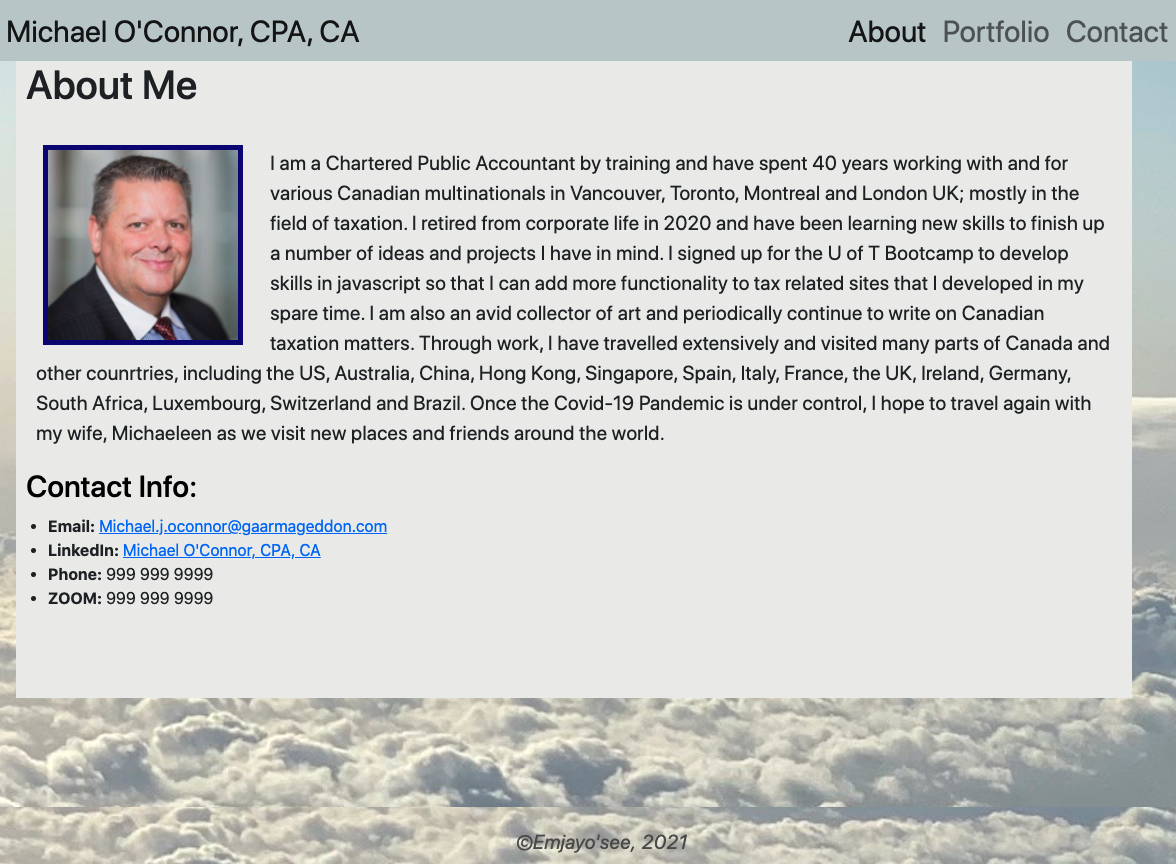 Michael O'Connor, CPA, CA
About Portfolio Contact
About Me
I am a Chartered Public Accountant by training and have spent 40 years working with and for
various Canadian multinationals in Vancouver, Toronto, Montreal and London UK; mostly in the
field of taxation. I retired from corporate life in 2020 and have been learning new skills to finish up
a number of ideas and projects I have in mind. I signed up for the U of T Bootcamp to develop
skills in javascript so that I can add more functionality to tax related sites that I developed in my
spare time. I am also an avid collector of art and periodically continue to write on Canadian
taxation matters. Through work, I have travelled extensively and visited many parts of Canada and
other counrtries, including the US, Australia, China, Hong Kong, Singapore, Spain, Italy, France, the UK, Ireland, Germany,
South Africa, Luxembourg, Switzerland and Brazil. Once the Covid-19 Pandemic is under control, I hope to travel again with
my wife, Michaeleen as we visit new places and friends around the world.
Contact Info:
• Email: Michael.j.oconnor@gaarmageddon.com
• LinkedIn: Michael O'Connor, CPA, CA
• Phone: 999 999 9999
• ZOOM: 999 999 9999
©Emjayo'see, 2021